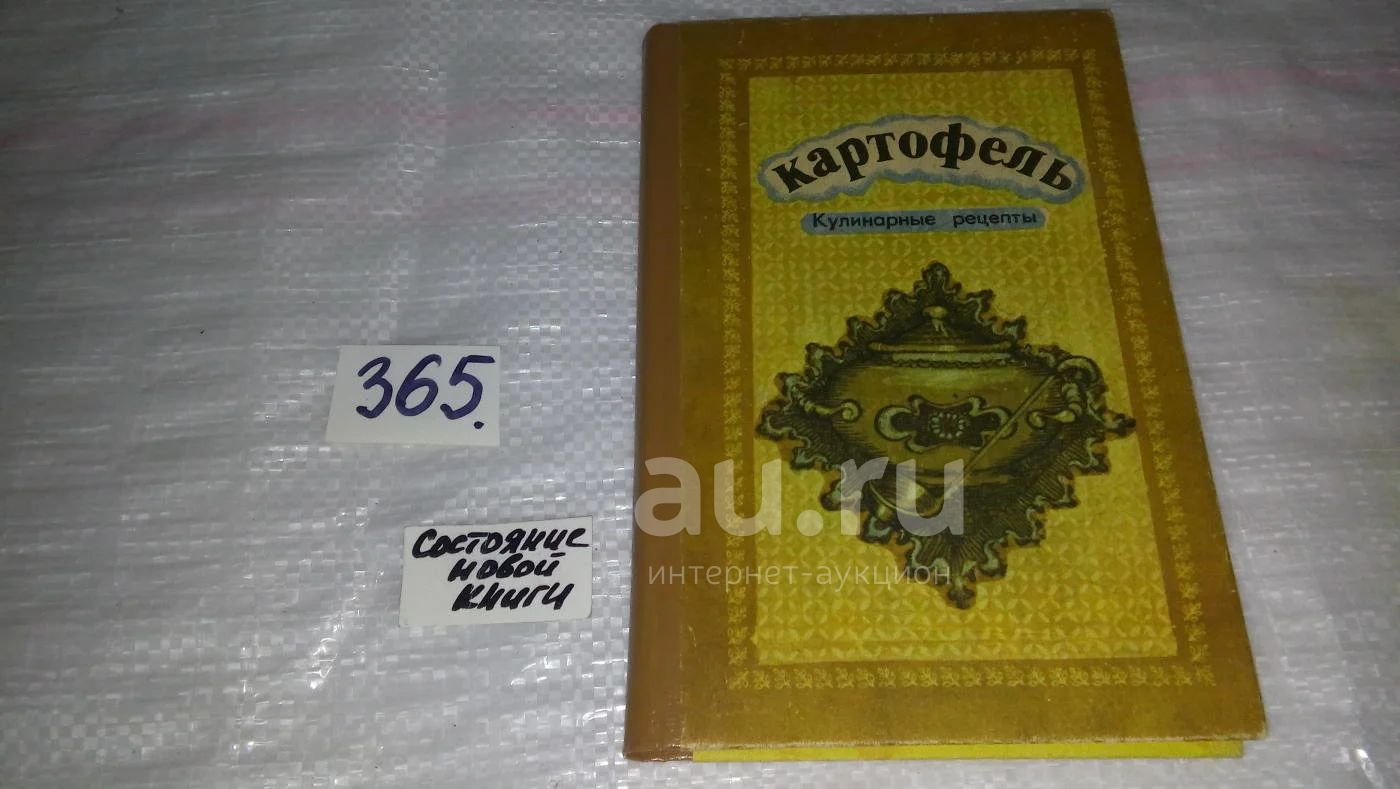 картофель
Кулинарные рецепты
365.
Состояние
новой
книги
au.ru
интернет-аукцион